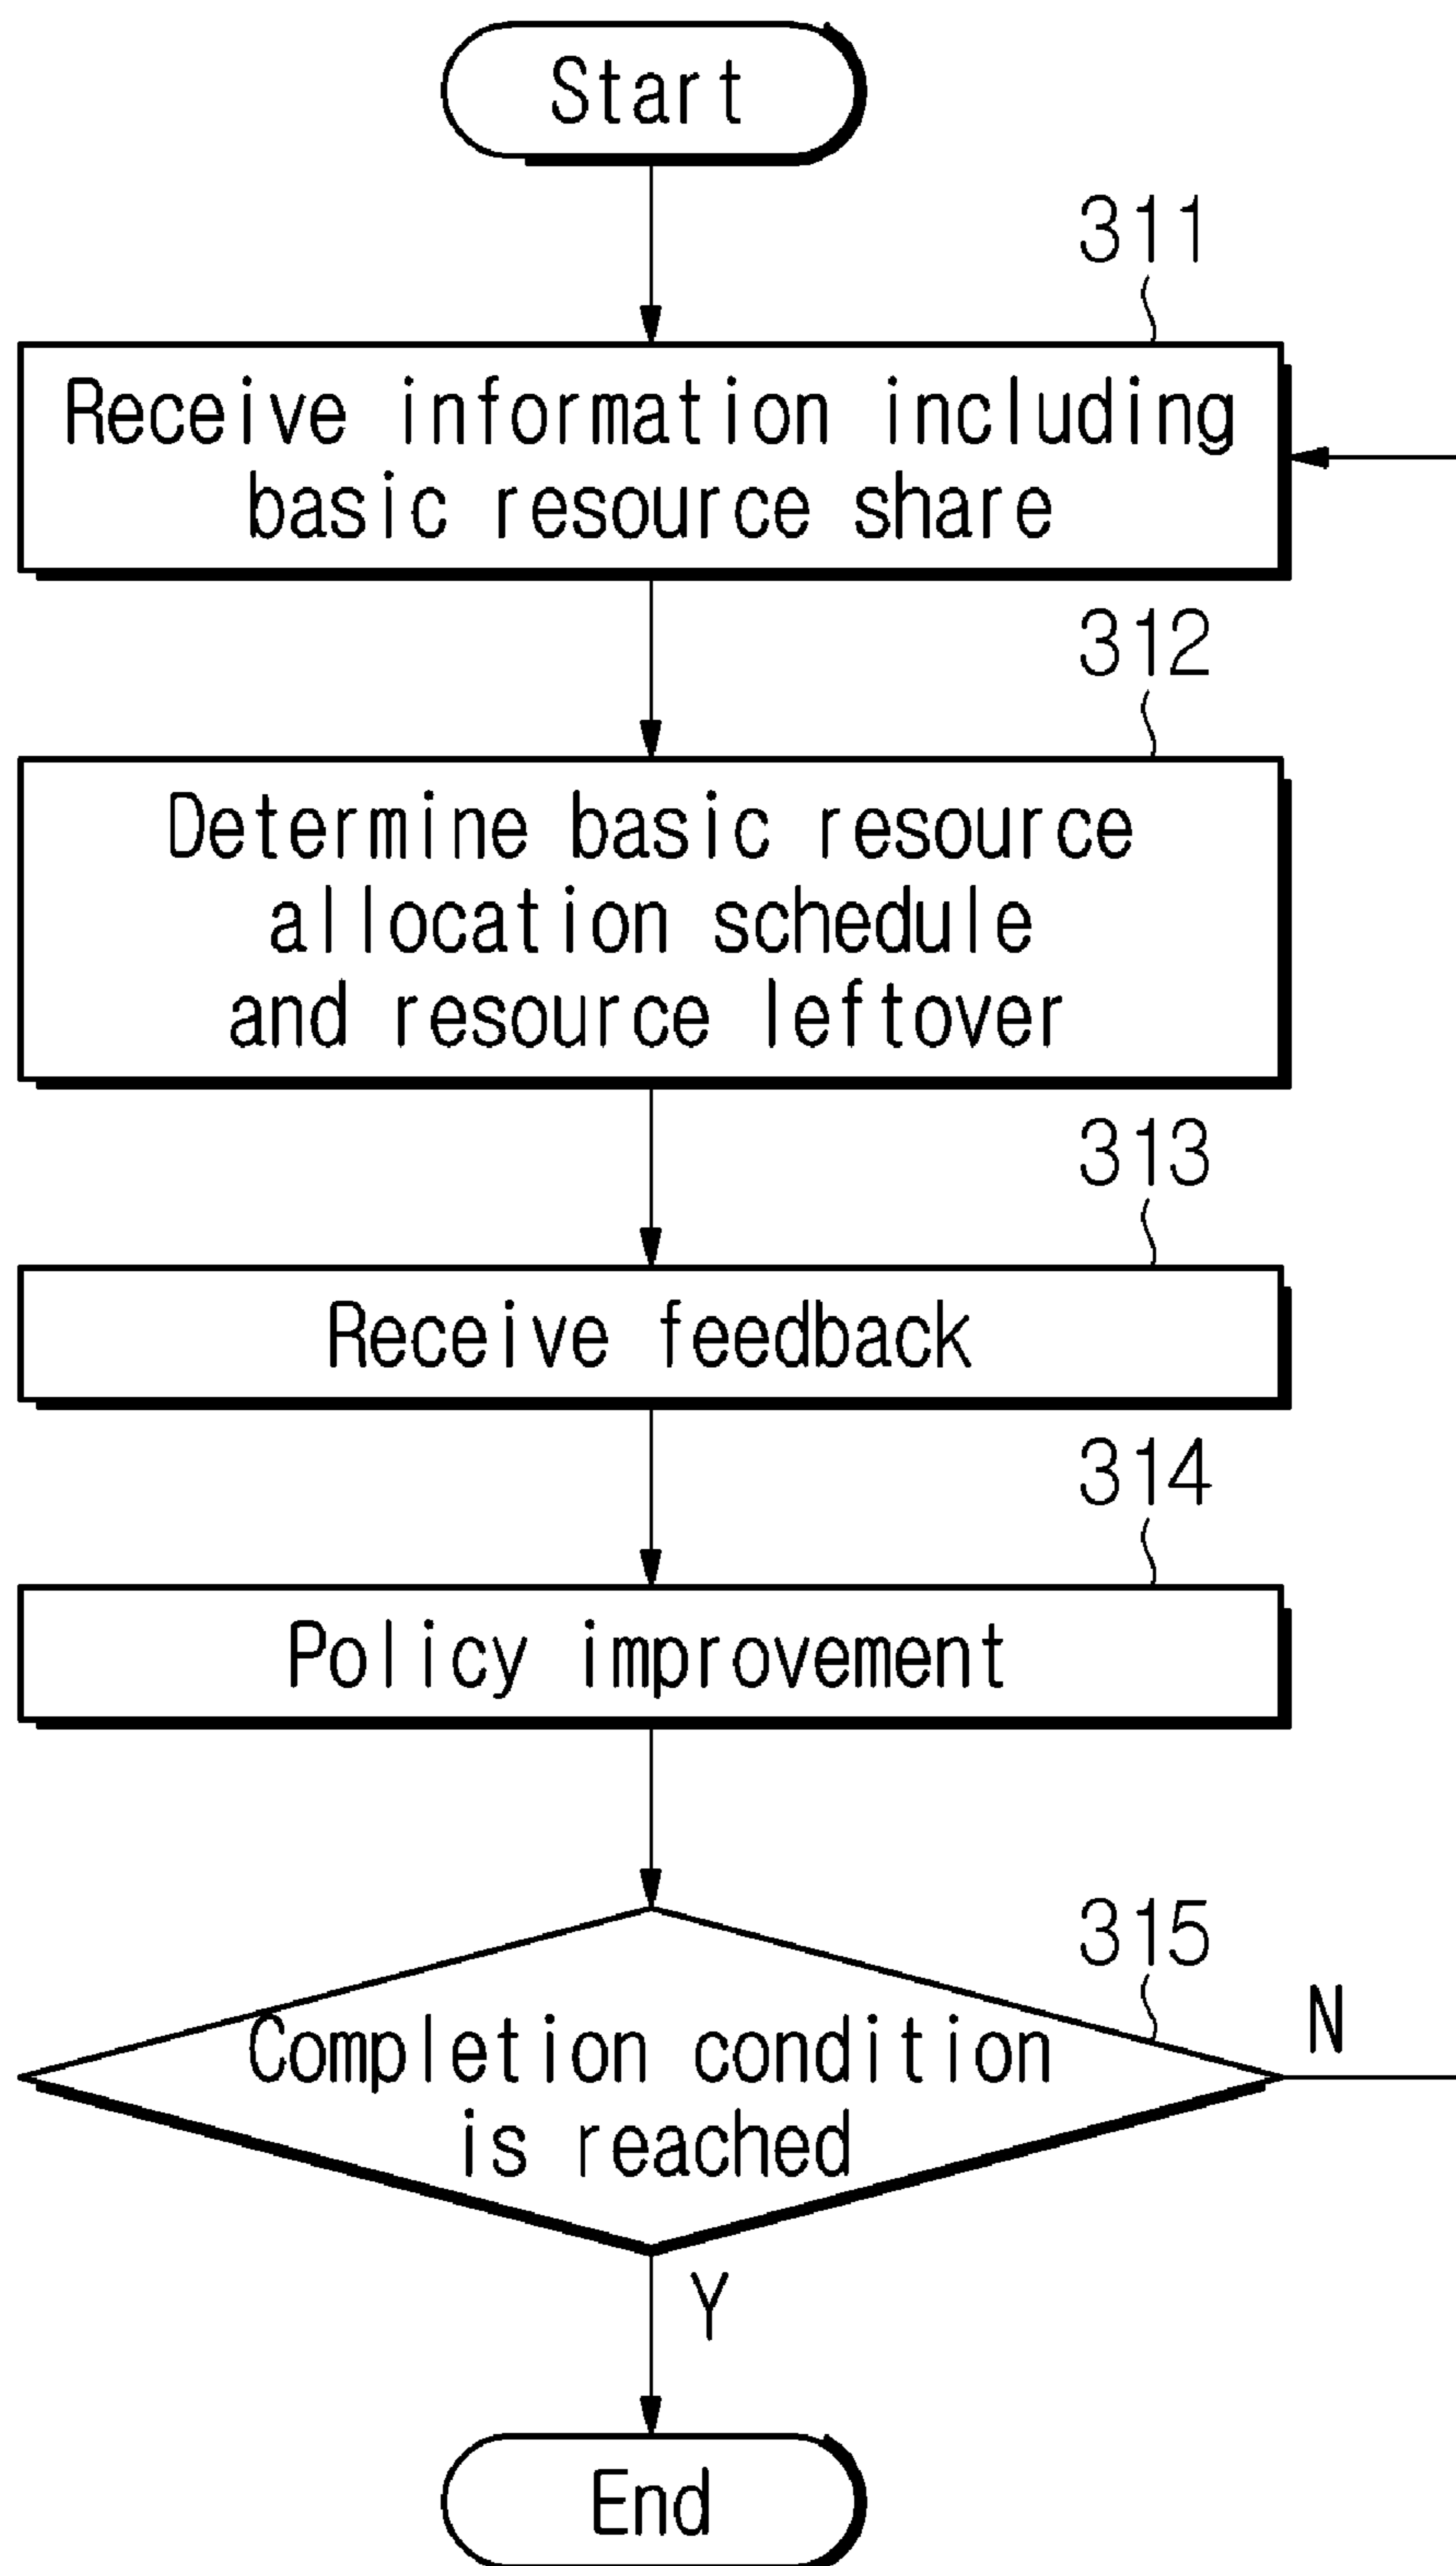 Start
311
Receive information including
basic resource share
312
Determine basic resource
allocation schedule
and resource leftover
313
Receive feedback
314
Policy improvement
315
Completion condition
is reached
N
Y
End